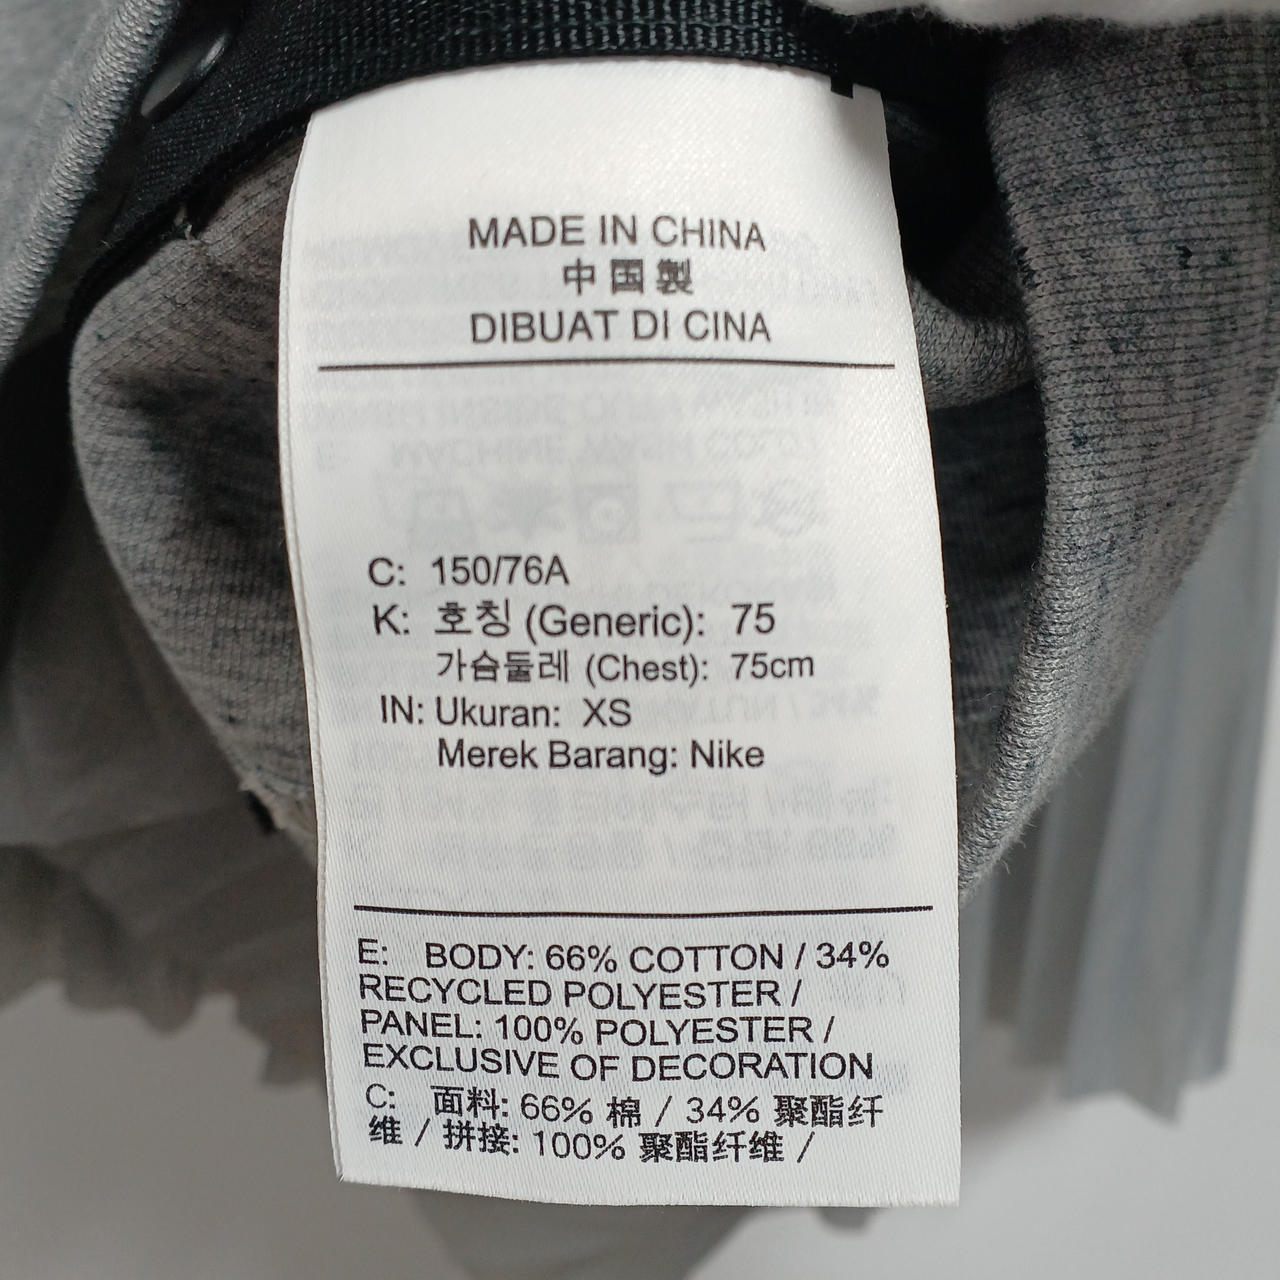 MADE IN CHINA
中国製
DIBUAT DI CINA
C: 150/76A
K: 호칭 (Generic): 75
가슴둘레 (Chest): 75cm
IN: Ukuran: XS
Merek Barang: Nike
E: BODY: 66% COTTON / 34%
RECYCLED POLYESTER /
PANEL: 100% POLYESTER /
EXCLUSIVE OF DECORATION
C: 面料: 66% 棉 / 34% 聚酯纤
维 / 拼接: 100% 聚酯纤维 /